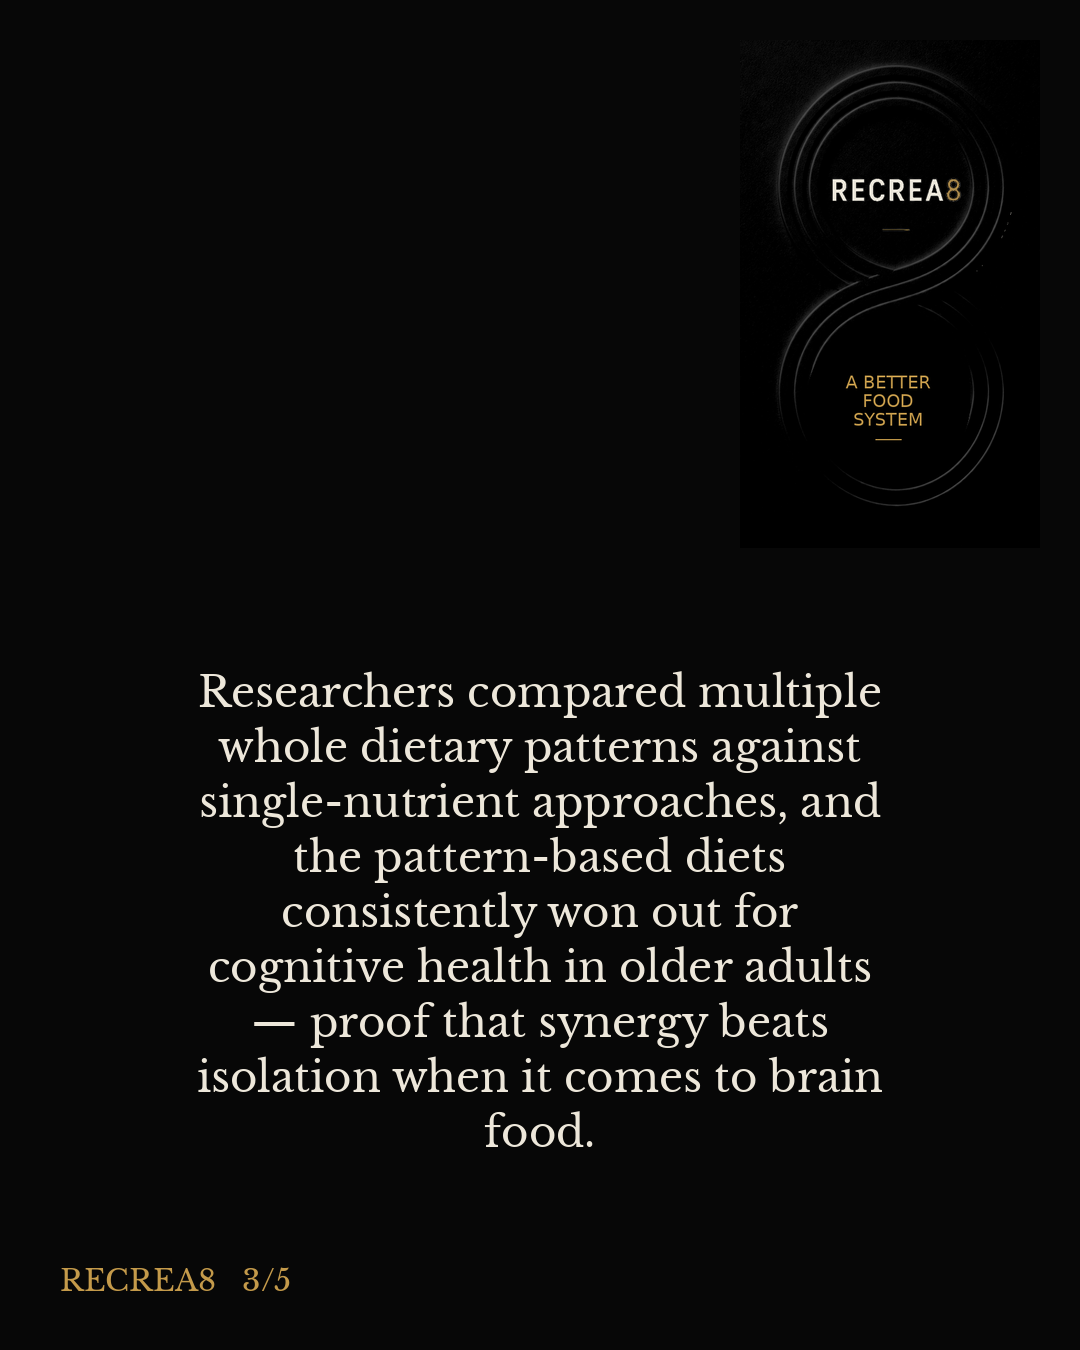 RECREA8
A BETTER
FOOD
SYSTEM
Researchers compared multiple
whole dietary patterns against
single-nutrient approaches, and
the pattern-based diets
consistently won out for
cognitive health in older adults
— proof that synergy beats
isolation when it comes to brain
food.
RECREA8 3/5